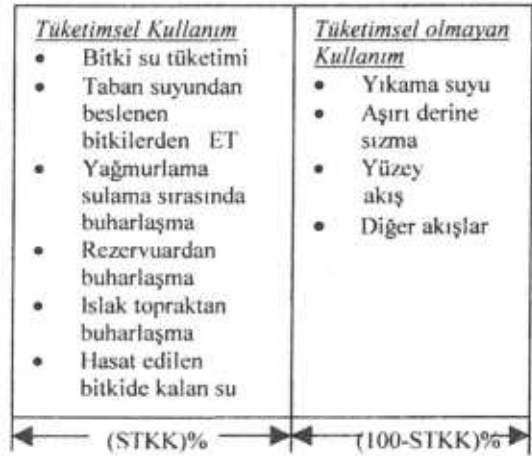 Tüketimsel Kullanım
• Bitki su tüketimi
• Taban suyundan
beslenen
bitkilerden ET
• Yağmurlama
sulama sırasında
buharlaşma
• Rezervuardan
buharlaşma
• Islak topraktan
buharlaşma
• Hasat edilen
bitkide kalan su
Tüketimsel olmayan
Kullanım
• Yıkama suyu
• Aşırı derine
sızma
• Yüzey
akış
• Diğer akışlar
(STKK)%
(100-STKK)%